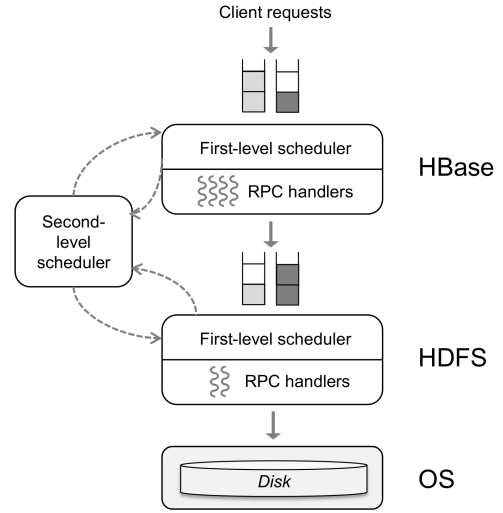 Client requests
First-level scheduler
HBase
RPC handlers
Second-
level
scheduler
First-level scheduler
HDFS
RPC handlers
Disk
OS